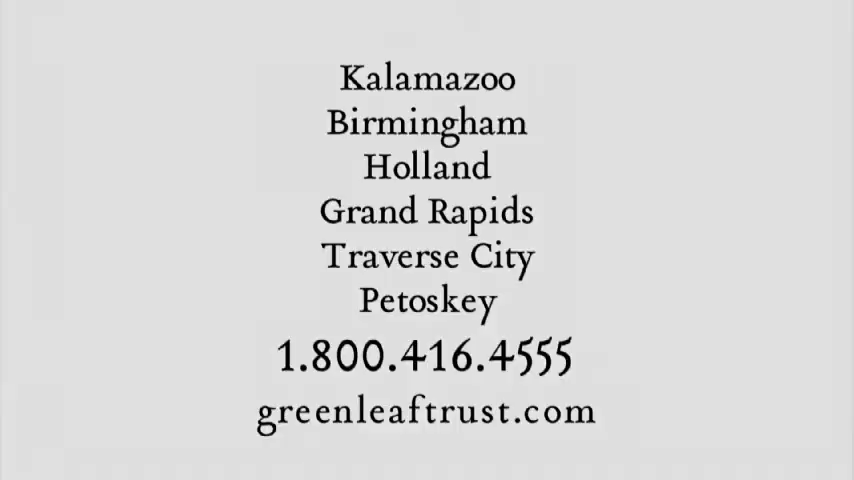 Kalamazoo
Birmingham
Holland
Grand Rapids
Traverse City
Petoskey
1.800.416.4555
greenleaftrust.com